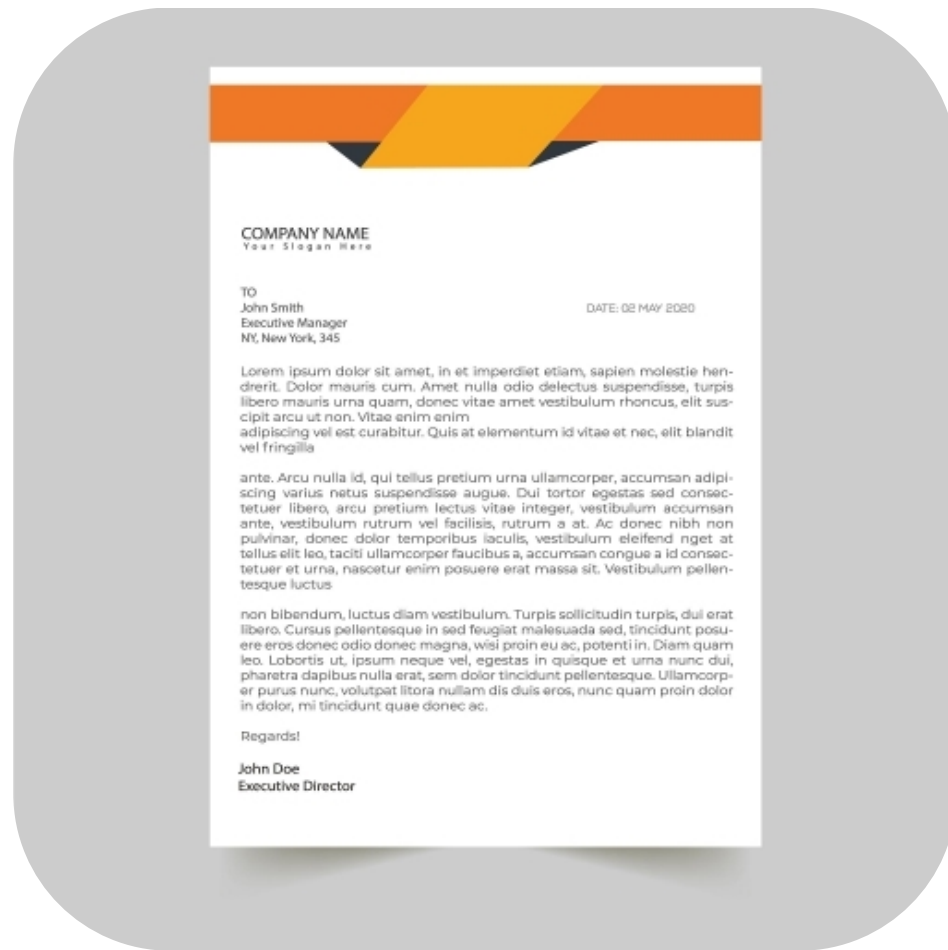 COMPANY NAME
Your Slogan Here
TO
John Smith
DATE: 02 MAY 2020
Executive Manager
NY, New York, 345
Lorem ipsum dolor sit amet, in et imperdiet etiam, sapien molestie hen-
drerit. Dolor mauris cum. Amet nulla odio delectus suspendisse, turpis
libero mauris urna quam, donec vitae amet vestibulum rhoncus, elit sus-
cipit arcu ut non. Vitae enim enim
adipiscing vel est curabitur. Quis at elementum id vitae et nec, elit blandit
vel fringilla
ante. Arcu nulla id, qui tellus pretium urna ullamcorper, accumsan adipi-
scing varius netus suspendisse augue. Dui tortor egestas sed consec-
tetuer libero, arcu pretium lectus vitae integer, vestibulum accumsan
ante, vestibulum rutrum vel facilisis, rutrum a at. Ac donec nibh non
pulvinar, donec dolor temporibus iaculis, vestibulum eleifend nget at
tellus elit leo, taciti ullamcorper faucibus a, accumsan congue a id consec-
tetuer et urna, nascetur enim posuere erat massa sit. Vestibulum pellen-
tesque luctus
non bibendum, luctus diam vestibulum. Turpis sollicitudin turpis, dui erat
libero. Cursus pellentesque in sed feugiat malesuada sed, tincidunt posu-
ere eros donec odio donec magna, wisi proin eu ac, potenti in. Diam quam
leo. Lobortis ut, ipsum neque vel, egestas in quisque et urna nunc dui,
pharetra dapibus nulla erat, sem dolor tincidunt pellentesque. Ullamcorp-
er purus nunc, volutpat litora nullam dis duis eros, nunc quam proin dolor
in dolor, mi tincidunt quae donec ac.
Regards!
John Doe
Executive Director